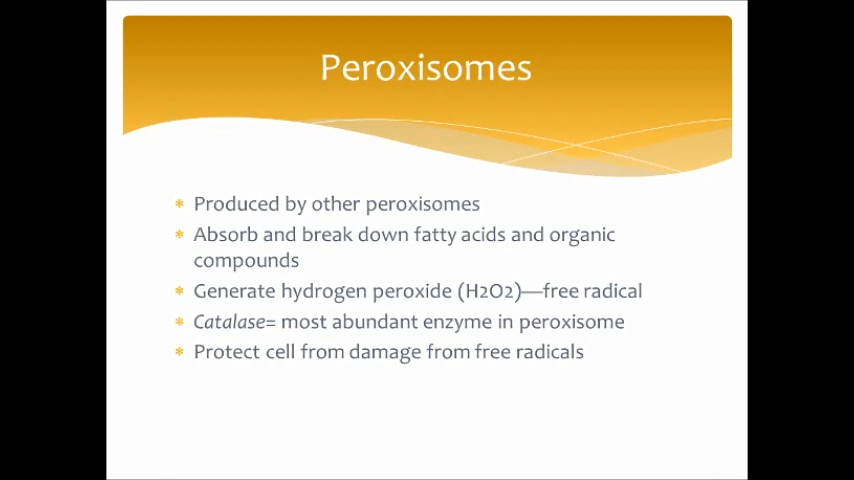 Peroxisomes
Produced by other peroxisomes
Absorb and break down fatty acids and organic
compounds
Generate hydrogen peroxide (H2O2)—free radical
Catalase= most abundant enzyme in peroxisome
Protect cell from damage from free radicals